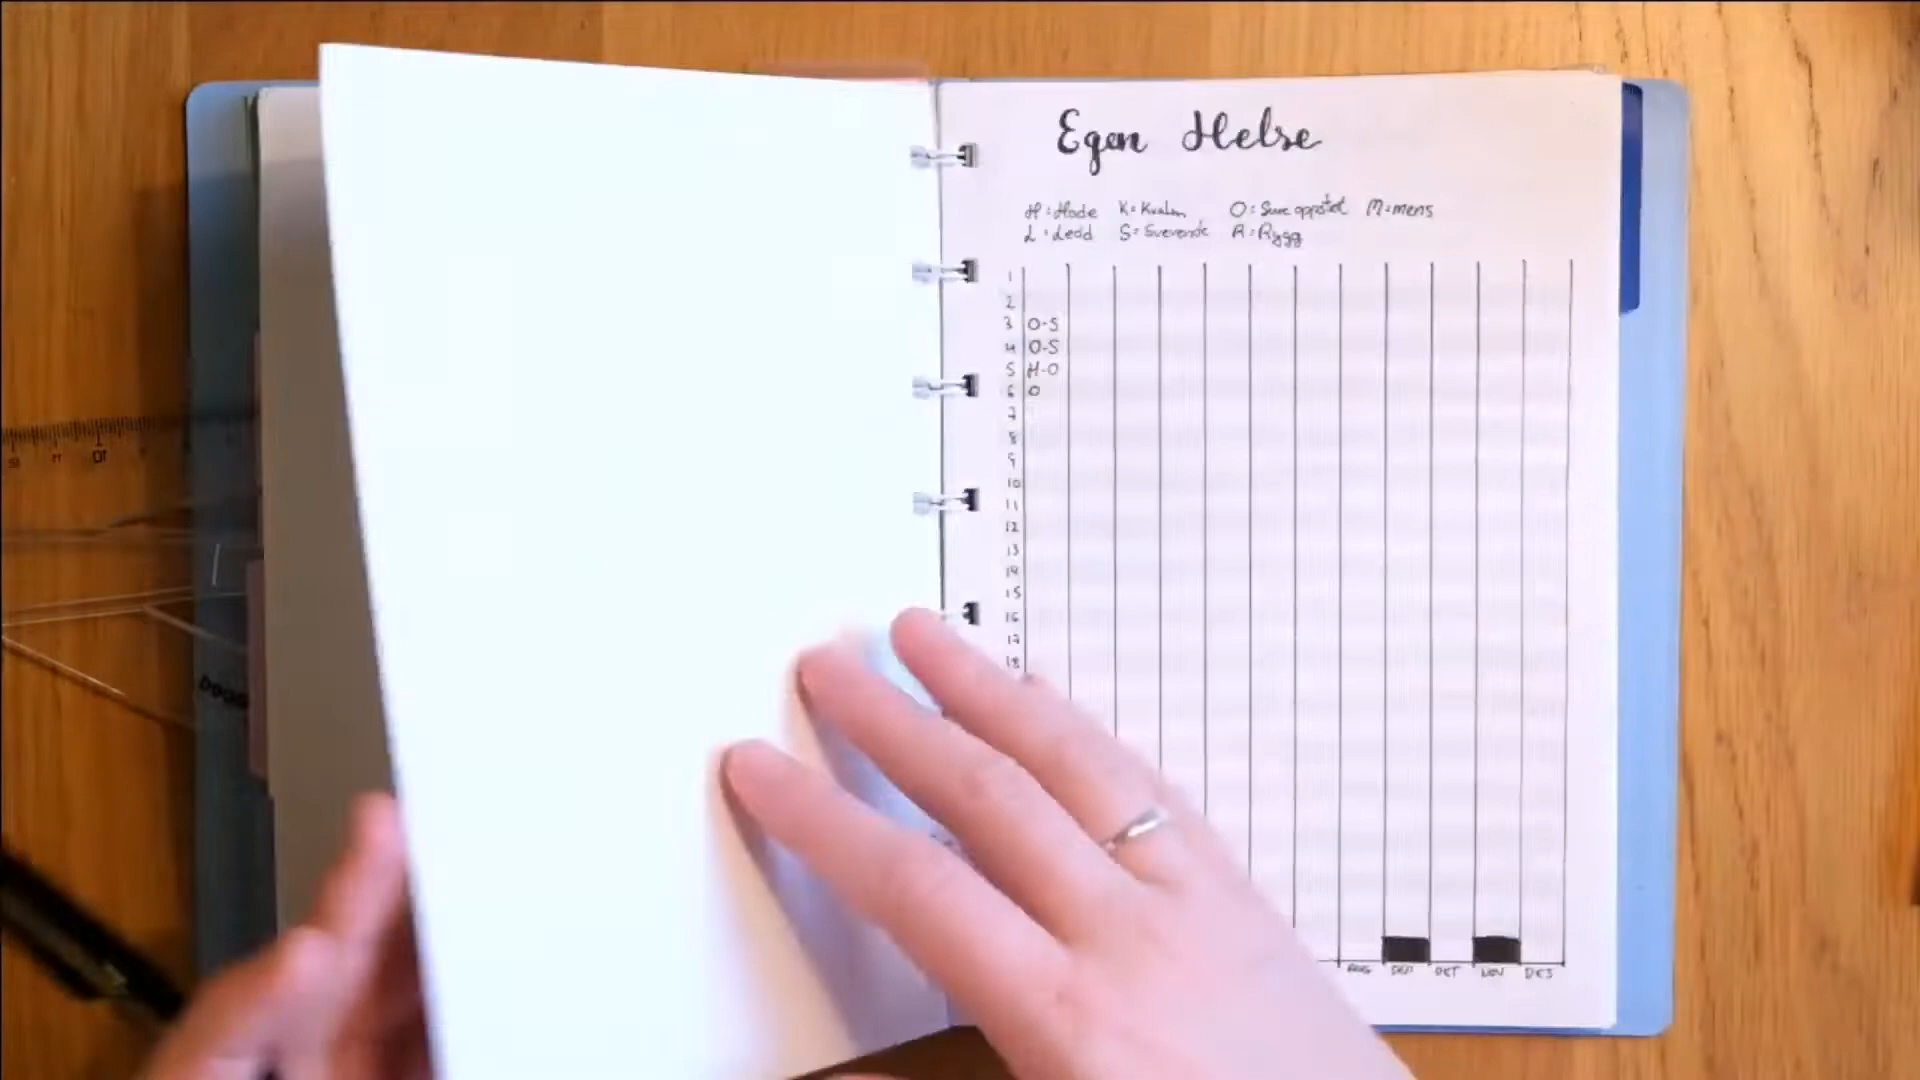 Egen Helse
H = Hode K = Kvalm O = Sure oppstøt M = mens
L = Ledd S = Svevende R = Rygg
1
2
3 O-S
4 O-S
5 H-O
6 O
7
8
9
10
11
12
13
14
15
16
17
18
AUG SEP OKT NOV DES